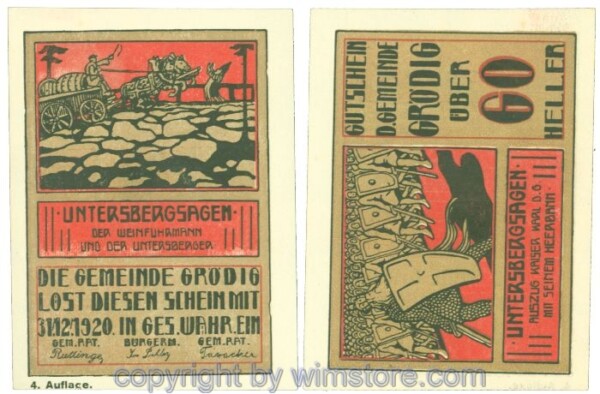 UNTERSBERGSAGEN
DER WEINFUHRMANN
UND DER UNTERSBERGER
DIE GEMEINDE GRÖDIG
LÖST DIESEN SCHEIN MIT
31.12.1920. IN GES. WÄHR. EIN
GEM. RAT. BÜRGERM. GEM. RAT.
4. Auflage.
GUTSCHEIN
D. GEMEINDE
GRÖDIG
ÜBER
60
HELLER
UNTERSBERGSAGEN
AUSZUG KAISER KARL D. G.
MIT SEINEM HEERBANN
copyright by wimstore.com